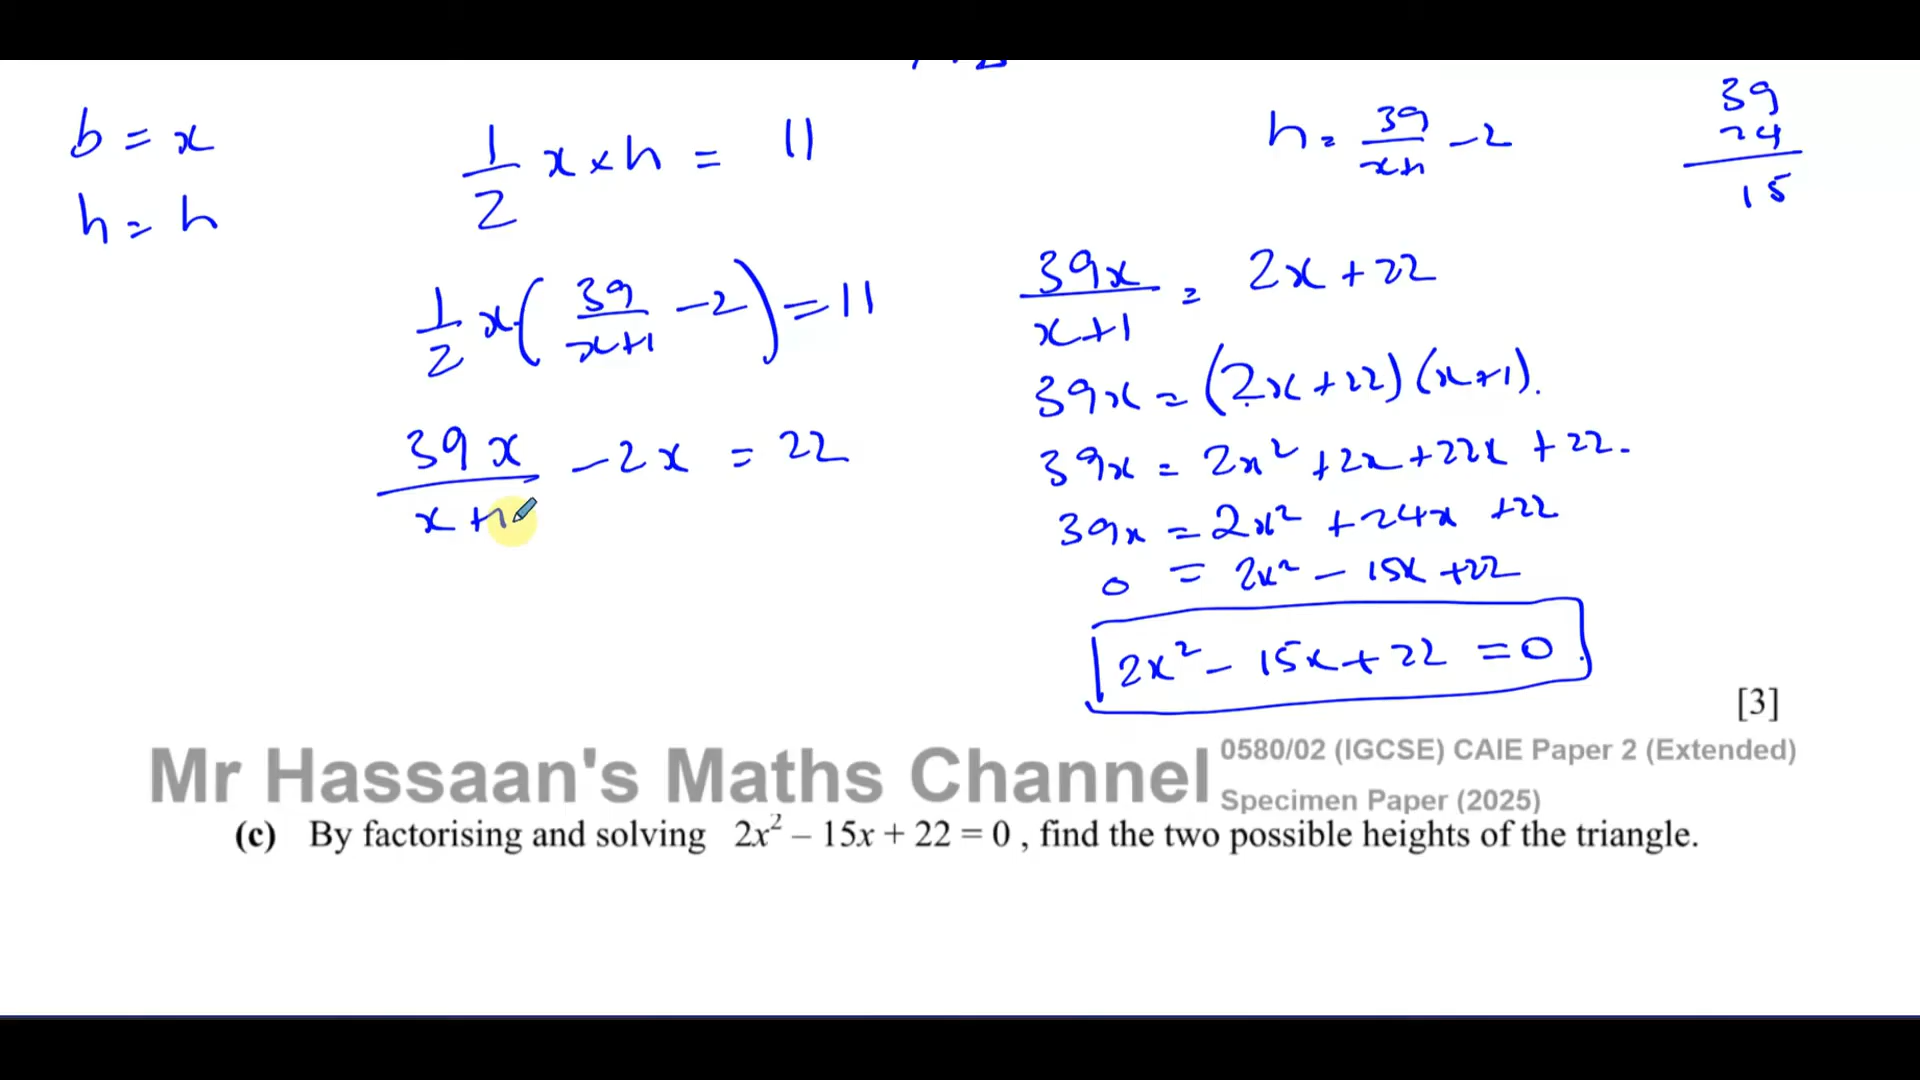 b = x
h = h
1/2 x × h = 11
1/2 x ( 39/x+1 - 2 ) = 11
39x/x+1 - 2x = 22
h = 39/x+1 - 2
39
24
15
39x/x+1 = 2x + 22
39x = (2x + 22)(x+1).
39x = 2x² + 2x + 22x + 22.
39x = 2x² + 24x + 22
0 = 2x² - 15x + 22
2x² - 15x + 22 = 0
[3]
Mr Hassaan's Maths Channel
0580/02 (IGCSE) CAIE Paper 2 (Extended)
Specimen Paper (2025)
(c) By factorising and solving 2x² – 15x + 22 = 0 , find the two possible heights of the triangle.